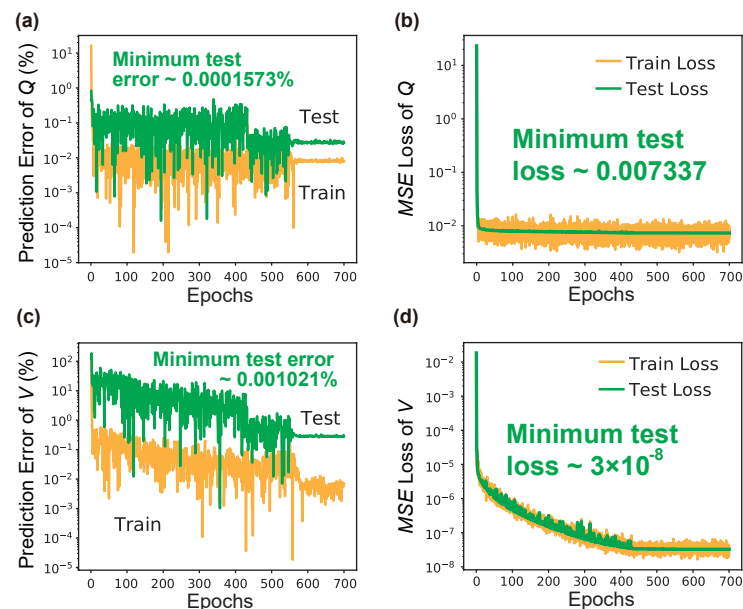 (a)
Prediction Error of Q (%)
10¹
10⁰
10⁻¹
10⁻²
10⁻³
10⁻⁴
10⁻⁵
Minimum test
error ~ 0.0001573%
Test
Train
0 100 200 300 400 500 600 700
Epochs
(b)
MSE Loss of Q
10¹
10⁰
10⁻¹
10⁻²
Train Loss
Test Loss
Minimum test
loss ~ 0.007337
0 100 200 300 400 500 600 700
Epochs
(c)
Prediction Error of V (%)
10²
10¹
10⁰
10⁻¹
10⁻²
10⁻³
10⁻⁴
10⁻⁵
Minimum test error
~ 0.001021%
Test
Train
0 100 200 300 400 500 600 700
Epochs
(d)
MSE Loss of V
10⁻²
10⁻³
10⁻⁴
10⁻⁵
10⁻⁶
10⁻⁷
10⁻⁸
Train Loss
Test Loss
Minimum test
loss ~ 3×10⁻⁸
0 100 200 300 400 500 600 700
Epochs